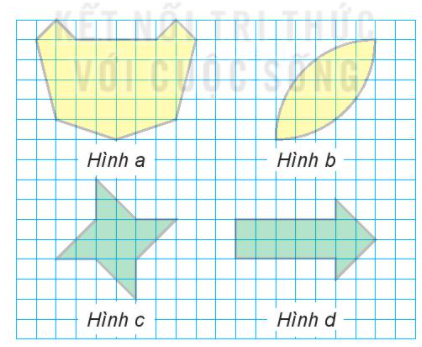 KẾT NỐI TRI THỨC
VỚI CUỘC SỐNG
Hình a
Hình b
Hình c
Hình d